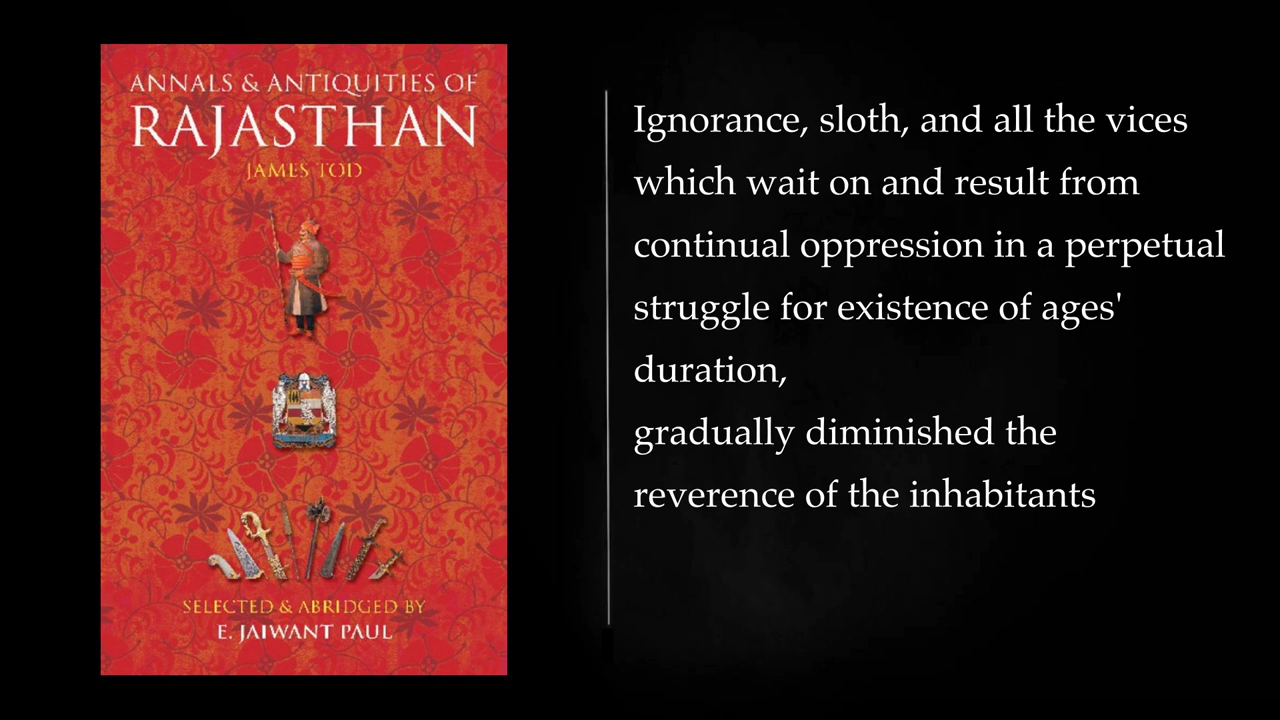 ANNALS & ANTIQUITIES OF
RAJASTHAN
JAMES TOD
SELECTED & ABRIDGED BY
E. JAIWANT PAUL
Ignorance, sloth, and all the vices
which wait on and result from
continual oppression in a perpetual
struggle for existence of ages'
duration,
gradually diminished the
reverence of the inhabitants